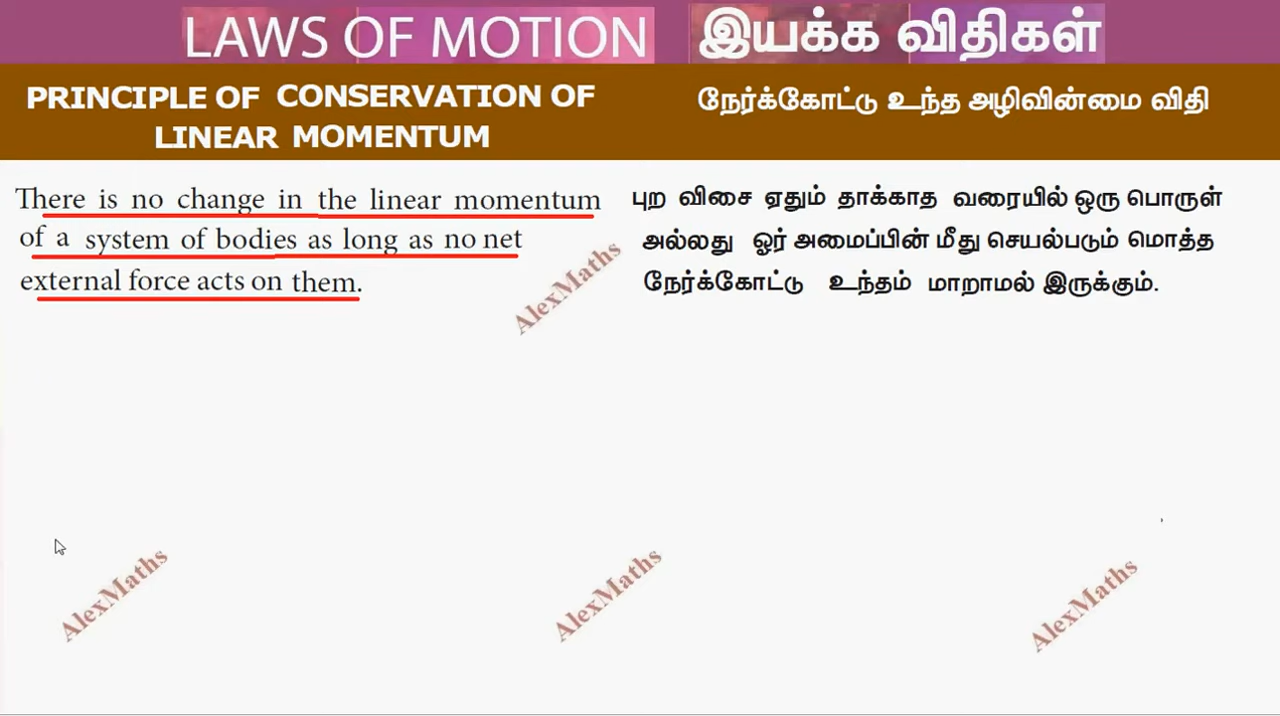 LAWS OF MOTION இயக்க விதிகள்
PRINCIPLE OF CONSERVATION OF
LINEAR MOMENTUM
நேர்க்கோட்டு உந்த அழிவின்மை விதி
There is no change in the linear momentum
of a system of bodies as long as no net
external force acts on them.
புற விசை ஏதும் தாக்காத வரையில் ஒரு பொருள்
அல்லது ஓர் அமைப்பின் மீது செயல்படும் மொத்த
நேர்க்கோட்டு உந்தம் மாறாமல் இருக்கும்.
AlexMaths
AlexMaths
AlexMaths
AlexMaths